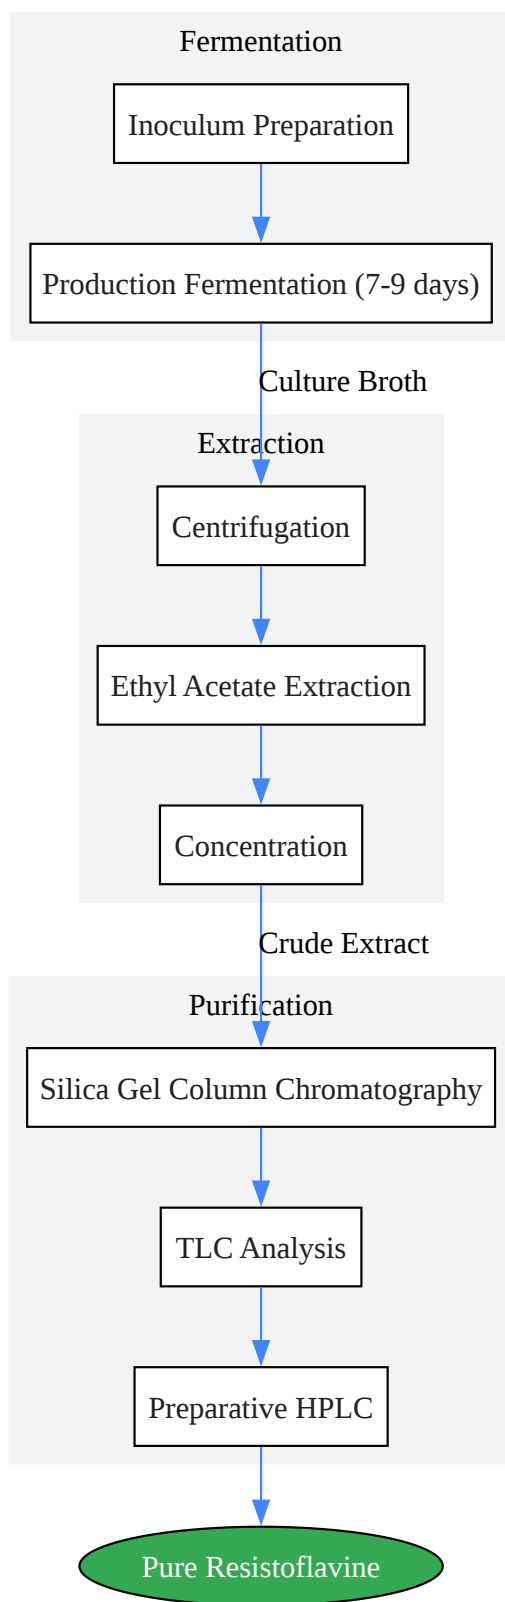 Fermentation
Inoculum Preparation
Production Fermentation (7-9 days)
Culture Broth
Extraction
Centrifugation
Ethyl Acetate Extraction
Concentration
Crude Extract
Purification
Silica Gel Column Chromatography
TLC Analysis
Preparative HPLC
Pure Resistoflavine